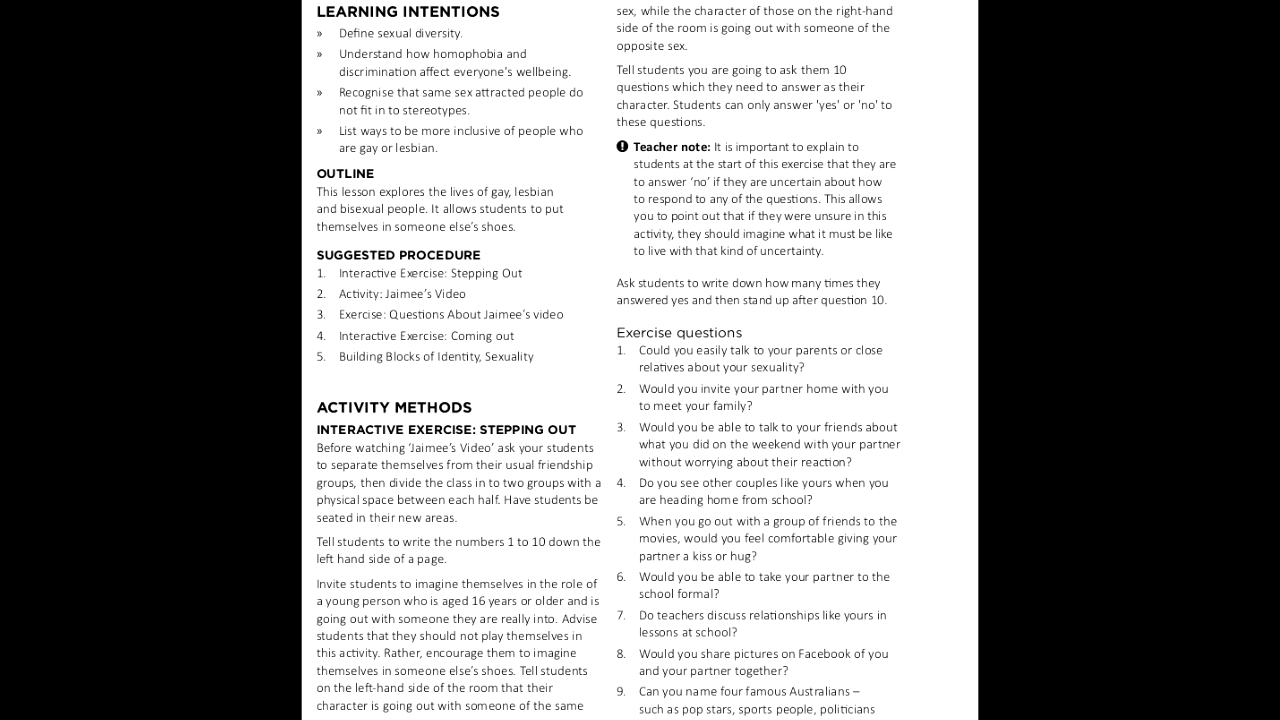 LEARNING INTENTIONS
» Define sexual diversity.
» Understand how homophobia and
discrimination affect everyone's wellbeing.
» Recognise that same sex attracted people do
not fit in to stereotypes.
» List ways to be more inclusive of people who
are gay or lesbian.
OUTLINE
This lesson explores the lives of gay, lesbian
and bisexual people. It allows students to put
themselves in someone else’s shoes.
SUGGESTED PROCEDURE
1. Interactive Exercise: Stepping Out
2. Activity: Jaimee’s Video
3. Exercise: Questions About Jaimee’s video
4. Interactive Exercise: Coming out
5. Building Blocks of Identity, Sexuality
ACTIVITY METHODS
INTERACTIVE EXERCISE: STEPPING OUT
Before watching ‘Jaimee’s Video’ ask your students
to separate themselves from their usual friendship
groups, then divide the class in to two groups with a
physical space between each half. Have students be
seated in their new areas.
Tell students to write the numbers 1 to 10 down the
left hand side of a page.
Invite students to imagine themselves in the role of
a young person who is aged 16 years or older and is
going out with someone they are really into. Advise
students that they should not play themselves in
this activity. Rather, encourage them to imagine
themselves in someone else’s shoes. Tell students
on the left-hand side of the room that their
character is going out with someone of the same
sex, while the character of those on the right-hand
side of the room is going out with someone of the
opposite sex.
Tell students you are going to ask them 10
questions which they need to answer as their
character. Students can only answer 'yes' or 'no' to
these questions.
Teacher note: It is important to explain to
students at the start of this exercise that they are
to answer ‘no’ if they are uncertain about how
to respond to any of the questions. This allows
you to point out that if they were unsure in this
activity, they should imagine what it must be like
to live with that kind of uncertainty.
Ask students to write down how many times they
answered yes and then stand up after question 10.
Exercise questions
1. Could you easily talk to your parents or close
relatives about your sexuality?
2. Would you invite your partner home with you
to meet your family?
3. Would you be able to talk to your friends about
what you did on the weekend with your partner
without worrying about their reaction?
4. Do you see other couples like yours when you
are heading home from school?
5. When you go out with a group of friends to the
movies, would you feel comfortable giving your
partner a kiss or hug?
6. Would you be able to take your partner to the
school formal?
7. Do teachers discuss relationships like yours in
lessons at school?
8. Would you share pictures on Facebook of you
and your partner together?
9. Can you name four famous Australians –
such as pop stars, sports people, politicians